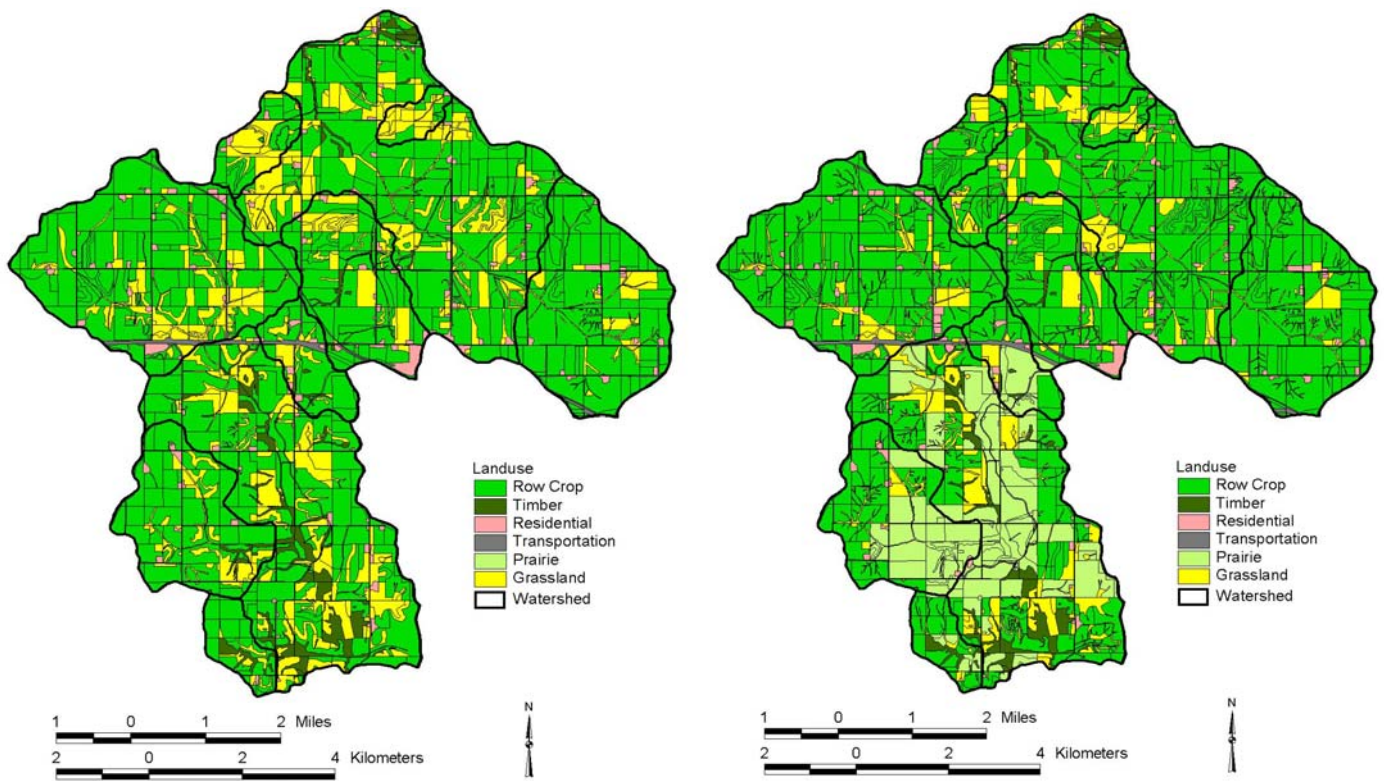 Landuse
Row Crop
Timber
Residential
Transportation
Prairie
Grassland
Watershed
1 0 1 2 Miles
2 0 2 4 Kilometers
N
Landuse
Row Crop
Timber
Residential
Transportation
Prairie
Grassland
Watershed
1 0 1 2 Miles
2 0 2 4 Kilometers
N